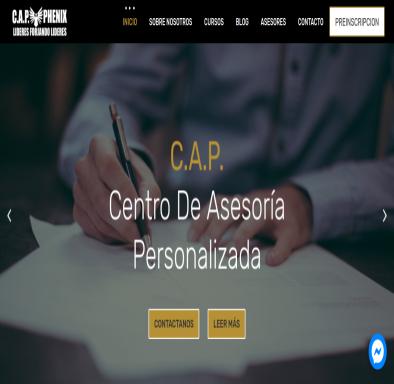 C.A.P. PHENIX
LIDERES FORJANDO LIDERES
INICIO SOBRE NOSOTROS CURSOS BLOG ASESORES CONTACTO PREINSCRIPCION
C.A.P.
Centro De Asesoría
Personalizada
CONTACTANOS LEER MÁS